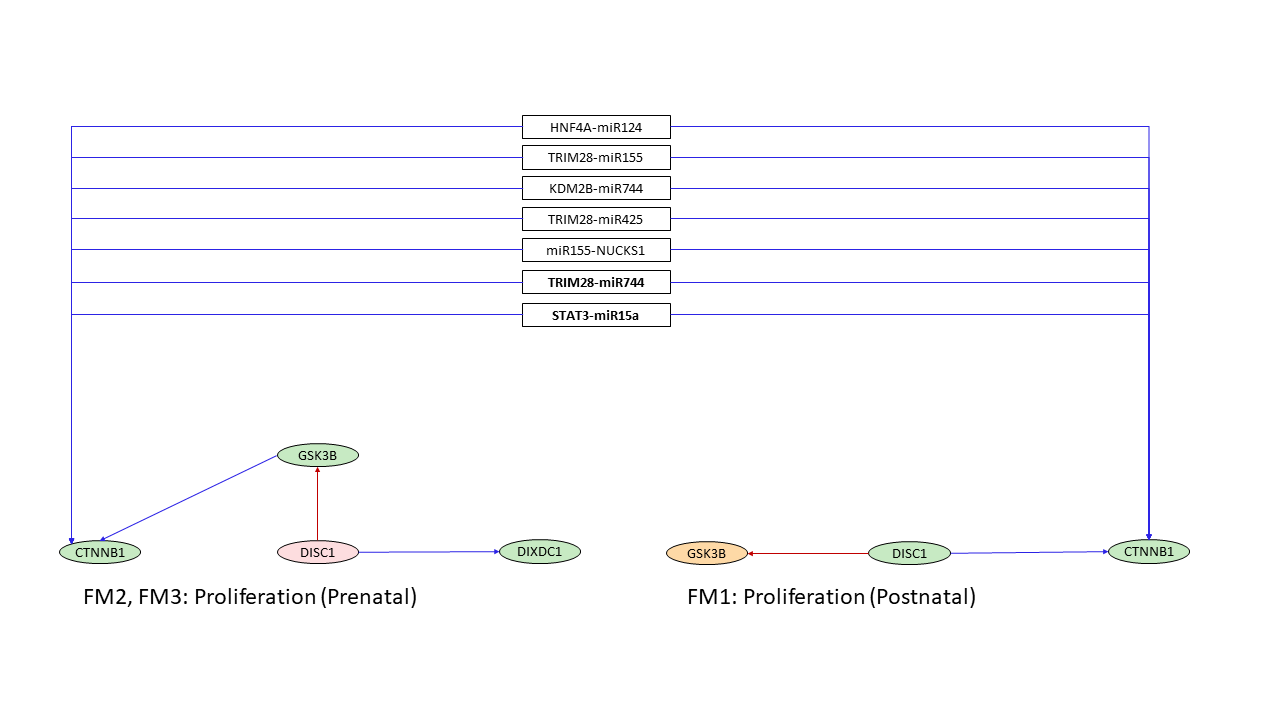 HNF4A-miR124
TRIM28-miR155
KDM2B-miR744
TRIM28-miR425
miR155-NUCKS1
TRIM28-miR744
STAT3-miR15a
GSK3B
CTNNB1
DISC1
DIXDC1
GSK3B
DISC1
CTNNB1
FM2, FM3: Proliferation (Prenatal)
FM1: Proliferation (Postnatal)